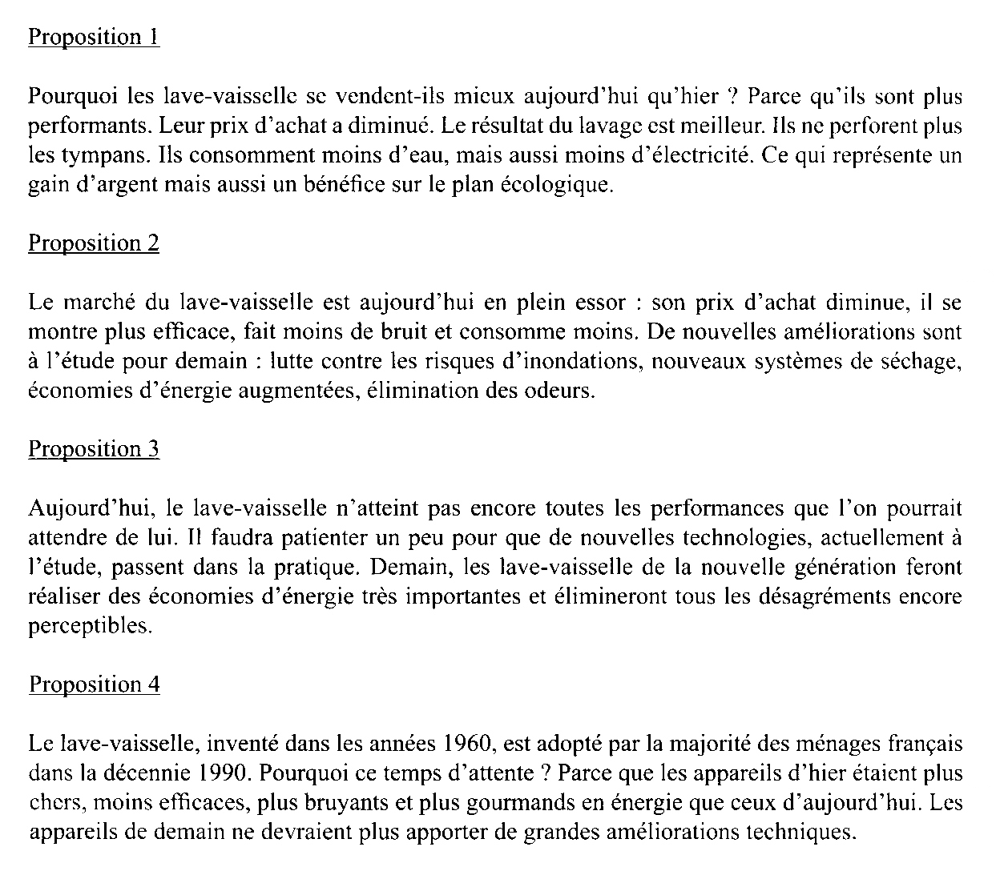 Proposition 1
Pourquoi les lave-vaisselle se vendent-ils mieux aujourd'hui qu'hier ? Parce qu'ils sont plus
performants. Leur prix d'achat a diminué. Le résultat du lavage est meilleur. Ils ne perforent plus
les tympans. Ils consomment moins d'eau, mais aussi moins d'électricité. Ce qui représente un
gain d'argent mais aussi un bénéfice sur le plan écologique.
Proposition 2
Le marché du lave-vaisselle est aujourd'hui en plein essor : son prix d'achat diminue, il se
montre plus efficace, fait moins de bruit et consomme moins. De nouvelles améliorations sont
à l'étude pour demain : lutte contre les risques d'inondations, nouveaux systèmes de séchage,
économies d'énergie augmentées, élimination des odeurs.
Proposition 3
Aujourd'hui, le lave-vaisselle n'atteint pas encore toutes les performances que l'on pourrait
attendre de lui. Il faudra patienter un peu pour que de nouvelles technologies, actuellement à
l'étude, passent dans la pratique. Demain, les lave-vaisselle de la nouvelle génération feront
réaliser des économies d'énergie très importantes et élimineront tous les désagréments encore
perceptibles.
Proposition 4
Le lave-vaisselle, inventé dans les années 1960, est adopté par la majorité des ménages français
dans la décennie 1990. Pourquoi ce temps d'attente ? Parce que les appareils d'hier étaient plus
chers, moins efficaces, plus bruyants et plus gourmands en énergie que ceux d'aujourd'hui. Les
appareils de demain ne devraient plus apporter de grandes améliorations techniques.